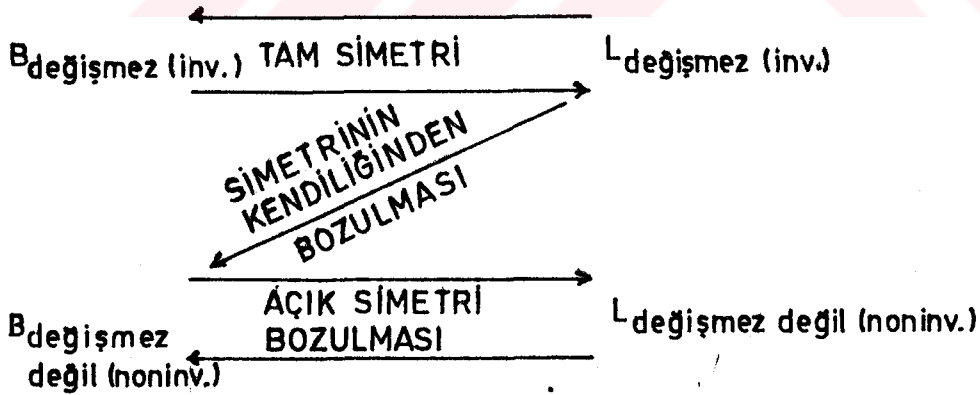 B değişmez (inv.) TAM SİMETRİ L değişmez (inv.)
SİMETRİNİN
KENDİLİĞİNDEN
BOZULMASI
B değişmez
değil (noninv.)
AÇIK SİMETRİ
BOZULMASI
L değişmez değil (noninv.)